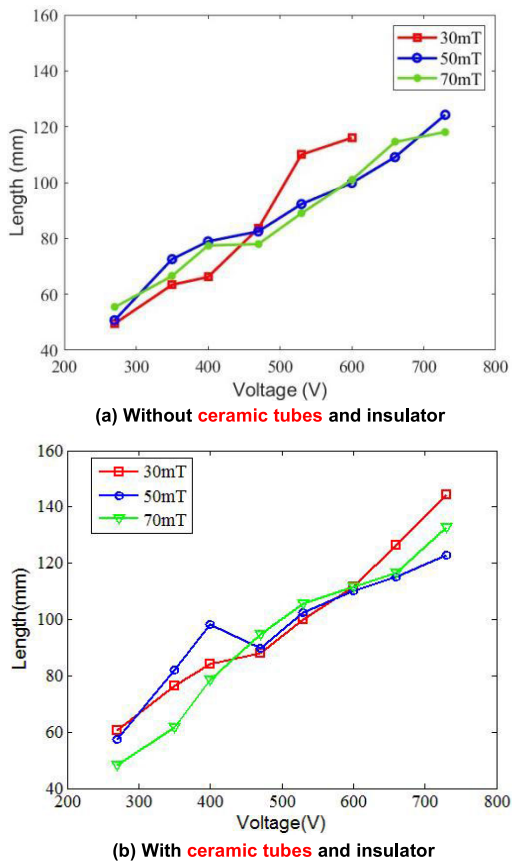 160
140
120
100
80
60
40
Length (mm)
30mT
50mT
70mT
200 300 400 500 600 700 800
Voltage (V)
(a) Without ceramic tubes and insulator
160
140
120
100
80
60
40
Length(mm)
30mT
50mT
70mT
200 300 400 500 600 700 800
Voltage(V)
(b) With ceramic tubes and insulator